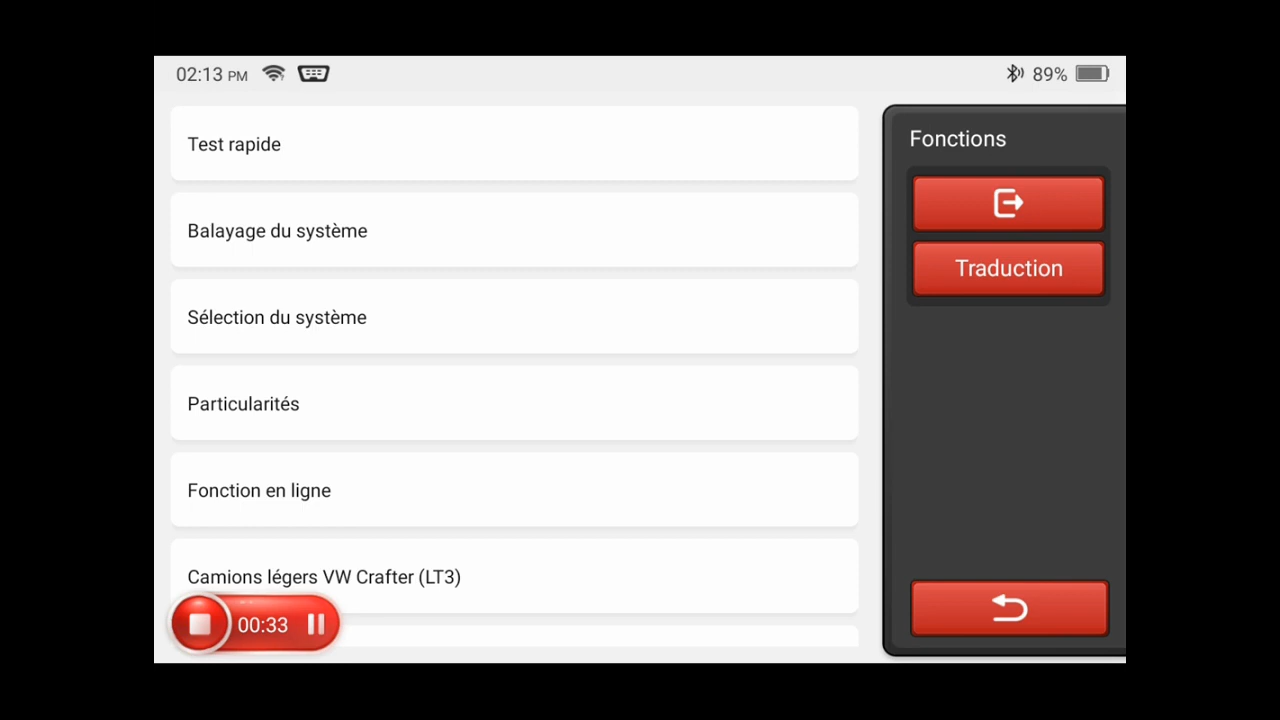 02:13 PM 89%
Test rapide
Fonctions
Balayage du système
Traduction
Sélection du système
Particularités
Fonction en ligne
Camions légers VW Crafter (LT3)
00:33